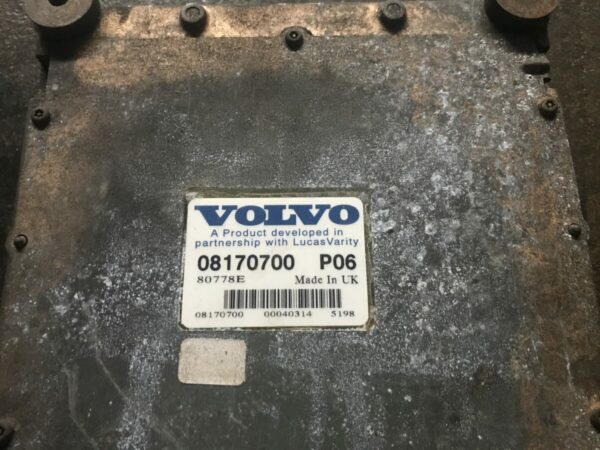 VOLVO
A Product developed in
partnership with LucasVarity
08170700 P06
80778E Made In UK
08170700 00040314 5198